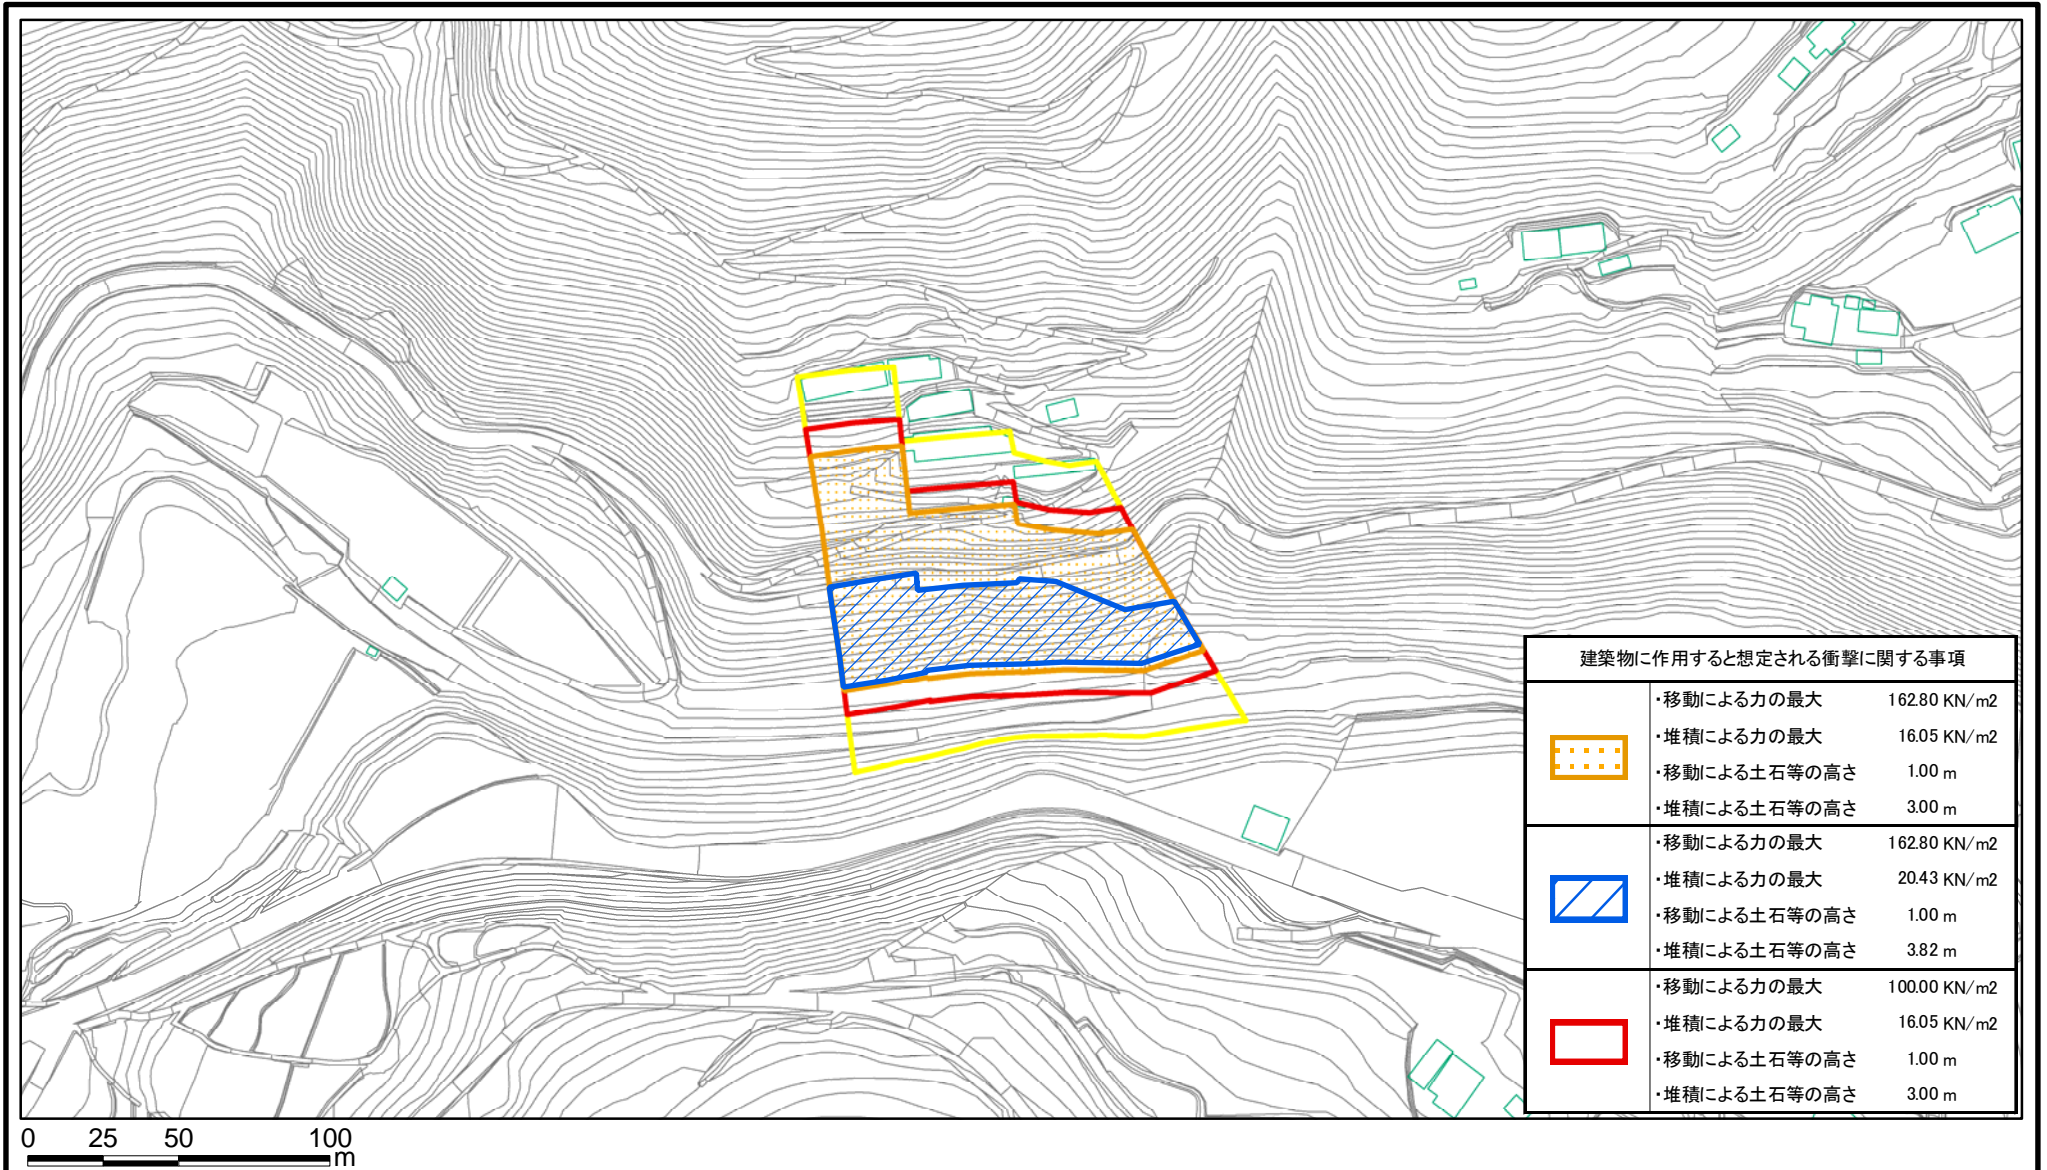 建築物に作用すると想定される衝撃に関する事項
・移動による力の最大 162.80 KN/m2
・堆積による力の最大 16.05 KN/m2
・移動による土石等の高さ 1.00 m
・堆積による土石等の高さ 3.00 m
・移動による力の最大 162.80 KN/m2
・堆積による力の最大 20.43 KN/m2
・移動による土石等の高さ 1.00 m
・堆積による土石等の高さ 3.82 m
・移動による力の最大 100.00 KN/m2
・堆積による力の最大 16.05 KN/m2
・移動による土石等の高さ 1.00 m
・堆積による土石等の高さ 3.00 m
0 25 50 100
m